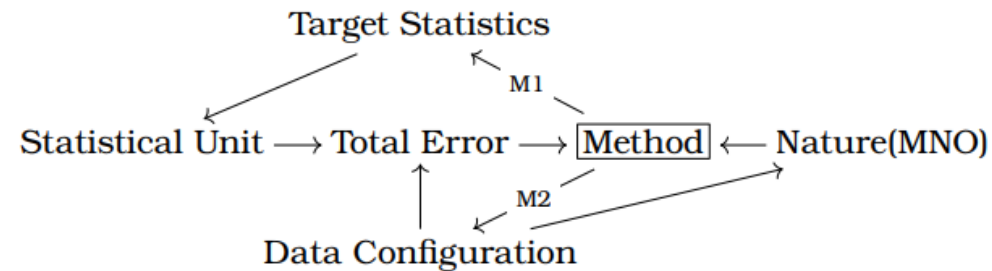 Target Statistics
M1
Statistical Unit Total Error Method Nature(MNO)
M2
Data Configuration